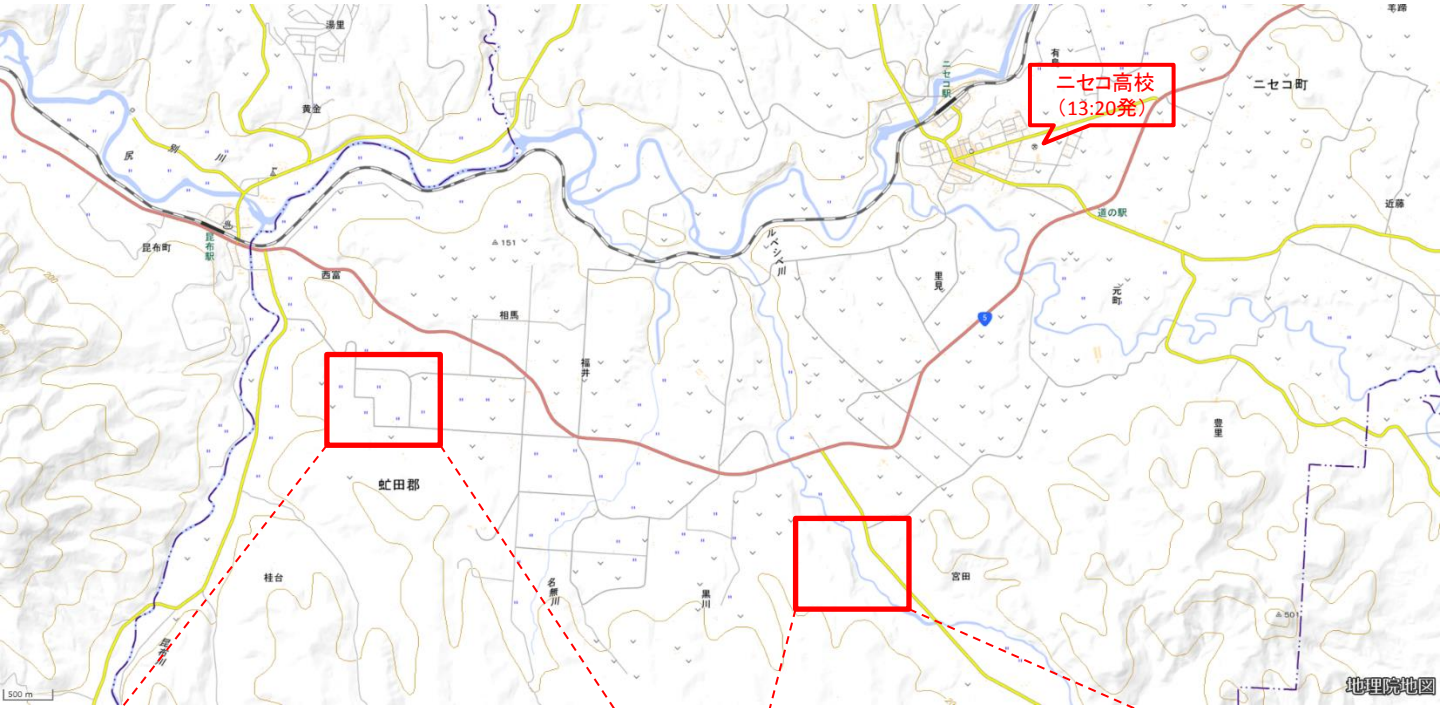 湯里
毛蹄
有島
ニセコ駅
ニセコ高校
(13:20発)
ニセコ町
黄金
尻別川
道の駅
近藤
昆布町
昆布駅
151
ルベシベ川
西富
里見
元町
相馬
5
福井
豊里
虻田郡
桂台
名無川
黒川
宮田
501
昆布川
500 m
地理院地図